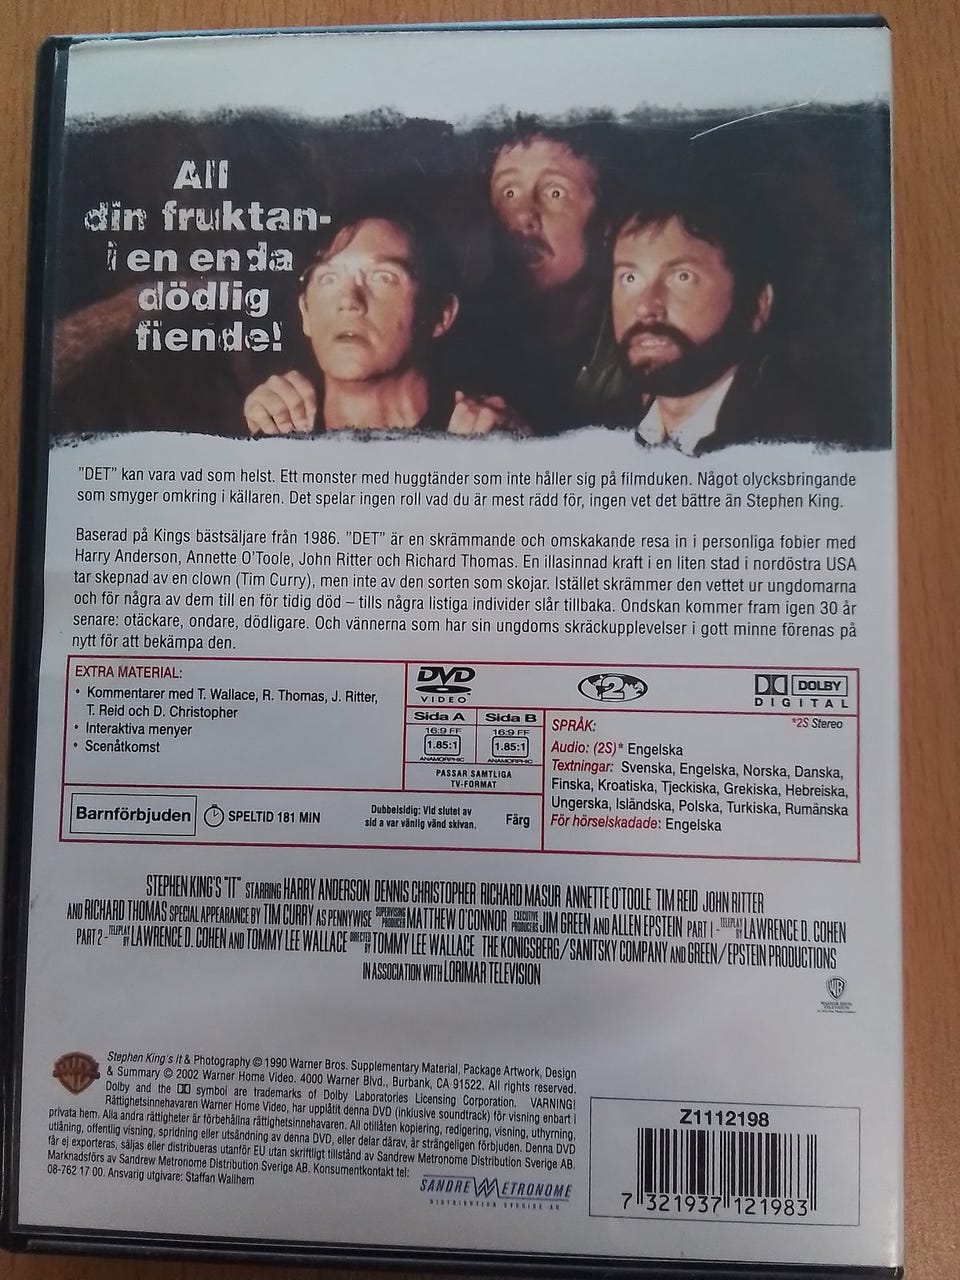 All
din fruktan-
i en enda
dödlig
fiende!
"DET" kan vara vad som helst. Ett monster med huggtänder som inte håller sig på filmduken. Något olycksbringande
som smyger omkring i källaren. Det spelar ingen roll vad du är mest rädd för, ingen vet det bättre än Stephen King.
Baserad på Kings bästsäljare från 1986. "DET" är en skrämmande och omskakande resa in i personliga fobier med
Harry Anderson, Annette O'Toole, John Ritter och Richard Thomas. En illasinnad kraft i en liten stad i nordöstra USA
tar skepnad av en clown (Tim Curry), men inte av den sorten som skojar. Istället skrämmer den vettet ur ungdomarna
och för några av dem till en för tidig död – tills några listiga individer slår tillbaka. Ondskan kommer fram igen 30 år
senare: otäckare, ondare, dödligare. Och vännerna som har sin ungdoms skräckupplevelser i gott minne förenas på
nytt för att bekämpa den.
EXTRA MATERIAL:
• Kommentarer med T. Wallace, R. Thomas, J. Ritter,
T. Reid och D. Christopher
• Interaktiva menyer
• Scenåtkomst
DVD
VIDEO
2
DOLBY
DIGITAL
Sida A Sida B
16:9 FF 16:9 FF
1.85:1 1.85:1
ANAMORPHIC ANAMORPHIC
PASSAR SAMTLIGA
TV-FORMAT
SPRÅK: *2S Stereo
Audio: (2S)* Engelska
Textningar: Svenska, Engelska, Norska, Danska,
Finska, Kroatiska, Tjeckiska, Grekiska, Hebreiska,
Ungerska, Isländska, Polska, Turkiska, Rumänska
För hörselskadade: Engelska
Barnförbjuden
SPELTID 181 MIN
Dubbelsidig: Vid slutet av
sid a var vänlig vänd skivan.
Färg
STEPHEN KING'S "IT" STARRING HARRY ANDERSON DENNIS CHRISTOPHER RICHARD MASUR ANNETTE O'TOOLE TIM REID JOHN RITTER
AND RICHARD THOMAS SPECIAL APPEARANCE BY TIM CURRY AS PENNYWISE SUPERVISING PRODUCER MATTHEW O'CONNOR EXECUTIVE PRODUCERS JIM GREEN AND ALLEN EPSTEIN PART 1 - TELEPLAY BY LAWRENCE D. COHEN
PART 2 - TELEPLAY BY LAWRENCE D. COHEN AND TOMMY LEE WALLACE DIRECTED BY TOMMY LEE WALLACE THE KONIGSBERG/SANITSKY COMPANY AND GREEN/EPSTEIN PRODUCTIONS
IN ASSOCIATION WITH LORIMAR TELEVISION
WB
WARNER BROS
TELEVISION
Stephen King's It & Photography © 1990 Warner Bros. Supplementary Material, Package Artwork, Design
& Summary © 2002 Warner Home Video. 4000 Warner Blvd., Burbank, CA 91522. All rights reserved.
Dolby and the DD symbol are trademarks of Dolby Laboratories Licensing Corporation. VARNING!
Rättighetsinnehavaren Warner Home Video, har upplåtit denna DVD (inklusive soundtrack) för visning enbart i
privata hem. Alla andra rättigheter är förbehållna rättighetsinnehavaren. All otillåten kopiering, redigering, visning, uthyrning,
utlåning, offentlig visning, spridning eller utsändning av denna DVD, eller delar därav, är strängeligen förbjuden. Denna DVD
får ej exporteras, säljas eller distribueras utanför EU utan skriftligt tillstånd av Sandrew Metronome Distribution Sverige AB.
Marknadsförs av Sandrew Metronome Distribution Sverige AB. Konsumentkontakt tel:
08-762 17 00. Ansvarig utgivare: Staffan Wallhem
SANDREW METRONOME
DISTRIBUTION SVERIGE AB
Z1112198
7 321937 121983